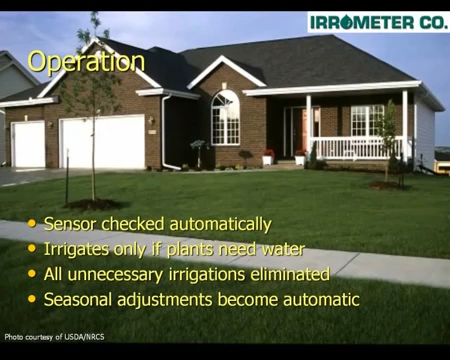 IRROMETER CO.
Operation
• Sensor checked automatically
• Irrigates only if plants need water
• All unnecessary irrigations eliminated
• Seasonal adjustments become automatic
Photo courtesy of USDA/NRCS